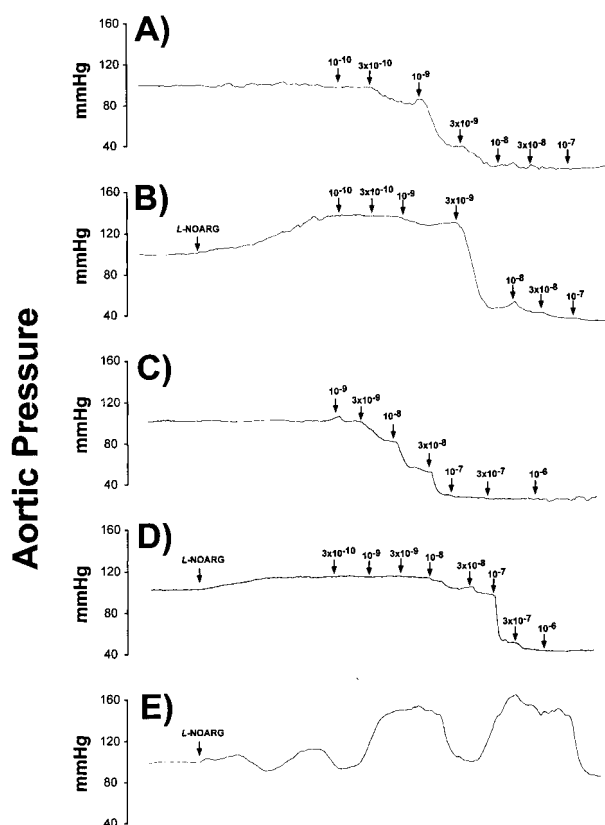 Aortic Pressure
A)
mmHg
160
120
80
40
10⁻¹⁰ 3x10⁻¹⁰ 10⁻⁹ 3x10⁻⁹ 10⁻⁸ 3x10⁻⁸ 10⁻⁷
B)
mmHg
160
120
80
40
L-NOARG 10⁻¹⁰ 3x10⁻¹⁰ 10⁻⁹ 3x10⁻⁹ 10⁻⁸ 3x10⁻⁸ 10⁻⁷
C)
mmHg
160
120
80
40
10⁻⁹ 3x10⁻⁹ 10⁻⁸ 3x10⁻⁸ 10⁻⁷ 3x10⁻⁷ 10⁻⁶
D)
mmHg
160
120
80
40
L-NOARG 3x10⁻¹⁰ 10⁻⁹ 3x10⁻⁹ 10⁻⁸ 3x10⁻⁸ 10⁻⁷ 3x10⁻⁷ 10⁻⁶
E)
mmHg
160
120
80
40
L-NOARG